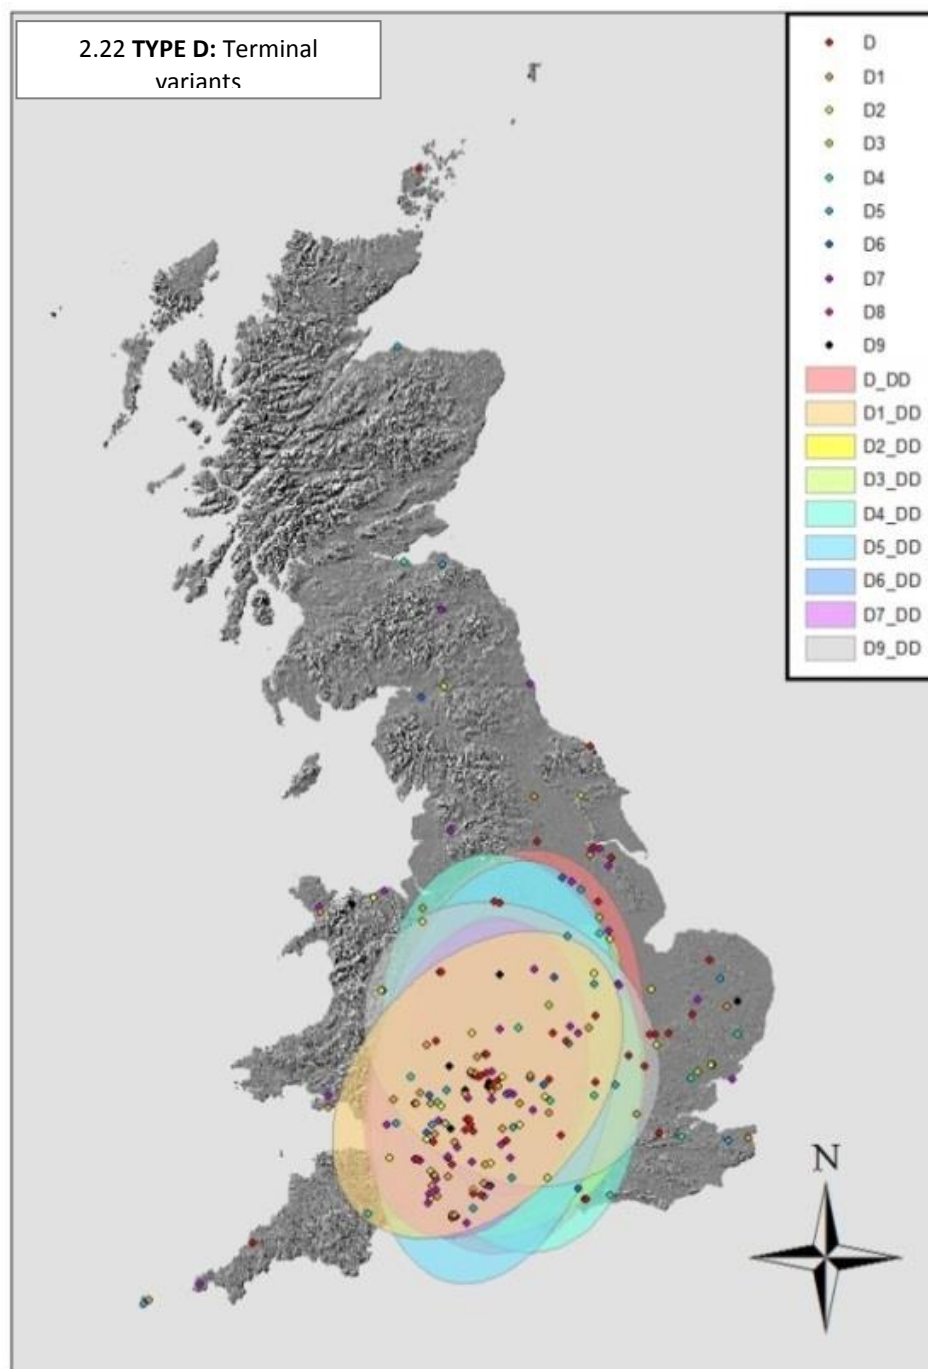 2.22 TYPE D: Terminal
variants
D
D1
D2
D3
D4
D5
D6
D7
D8
D9
D_DD
D1_DD
D2_DD
D3_DD
D4_DD
D5_DD
D6_DD
D7_DD
D9_DD
N